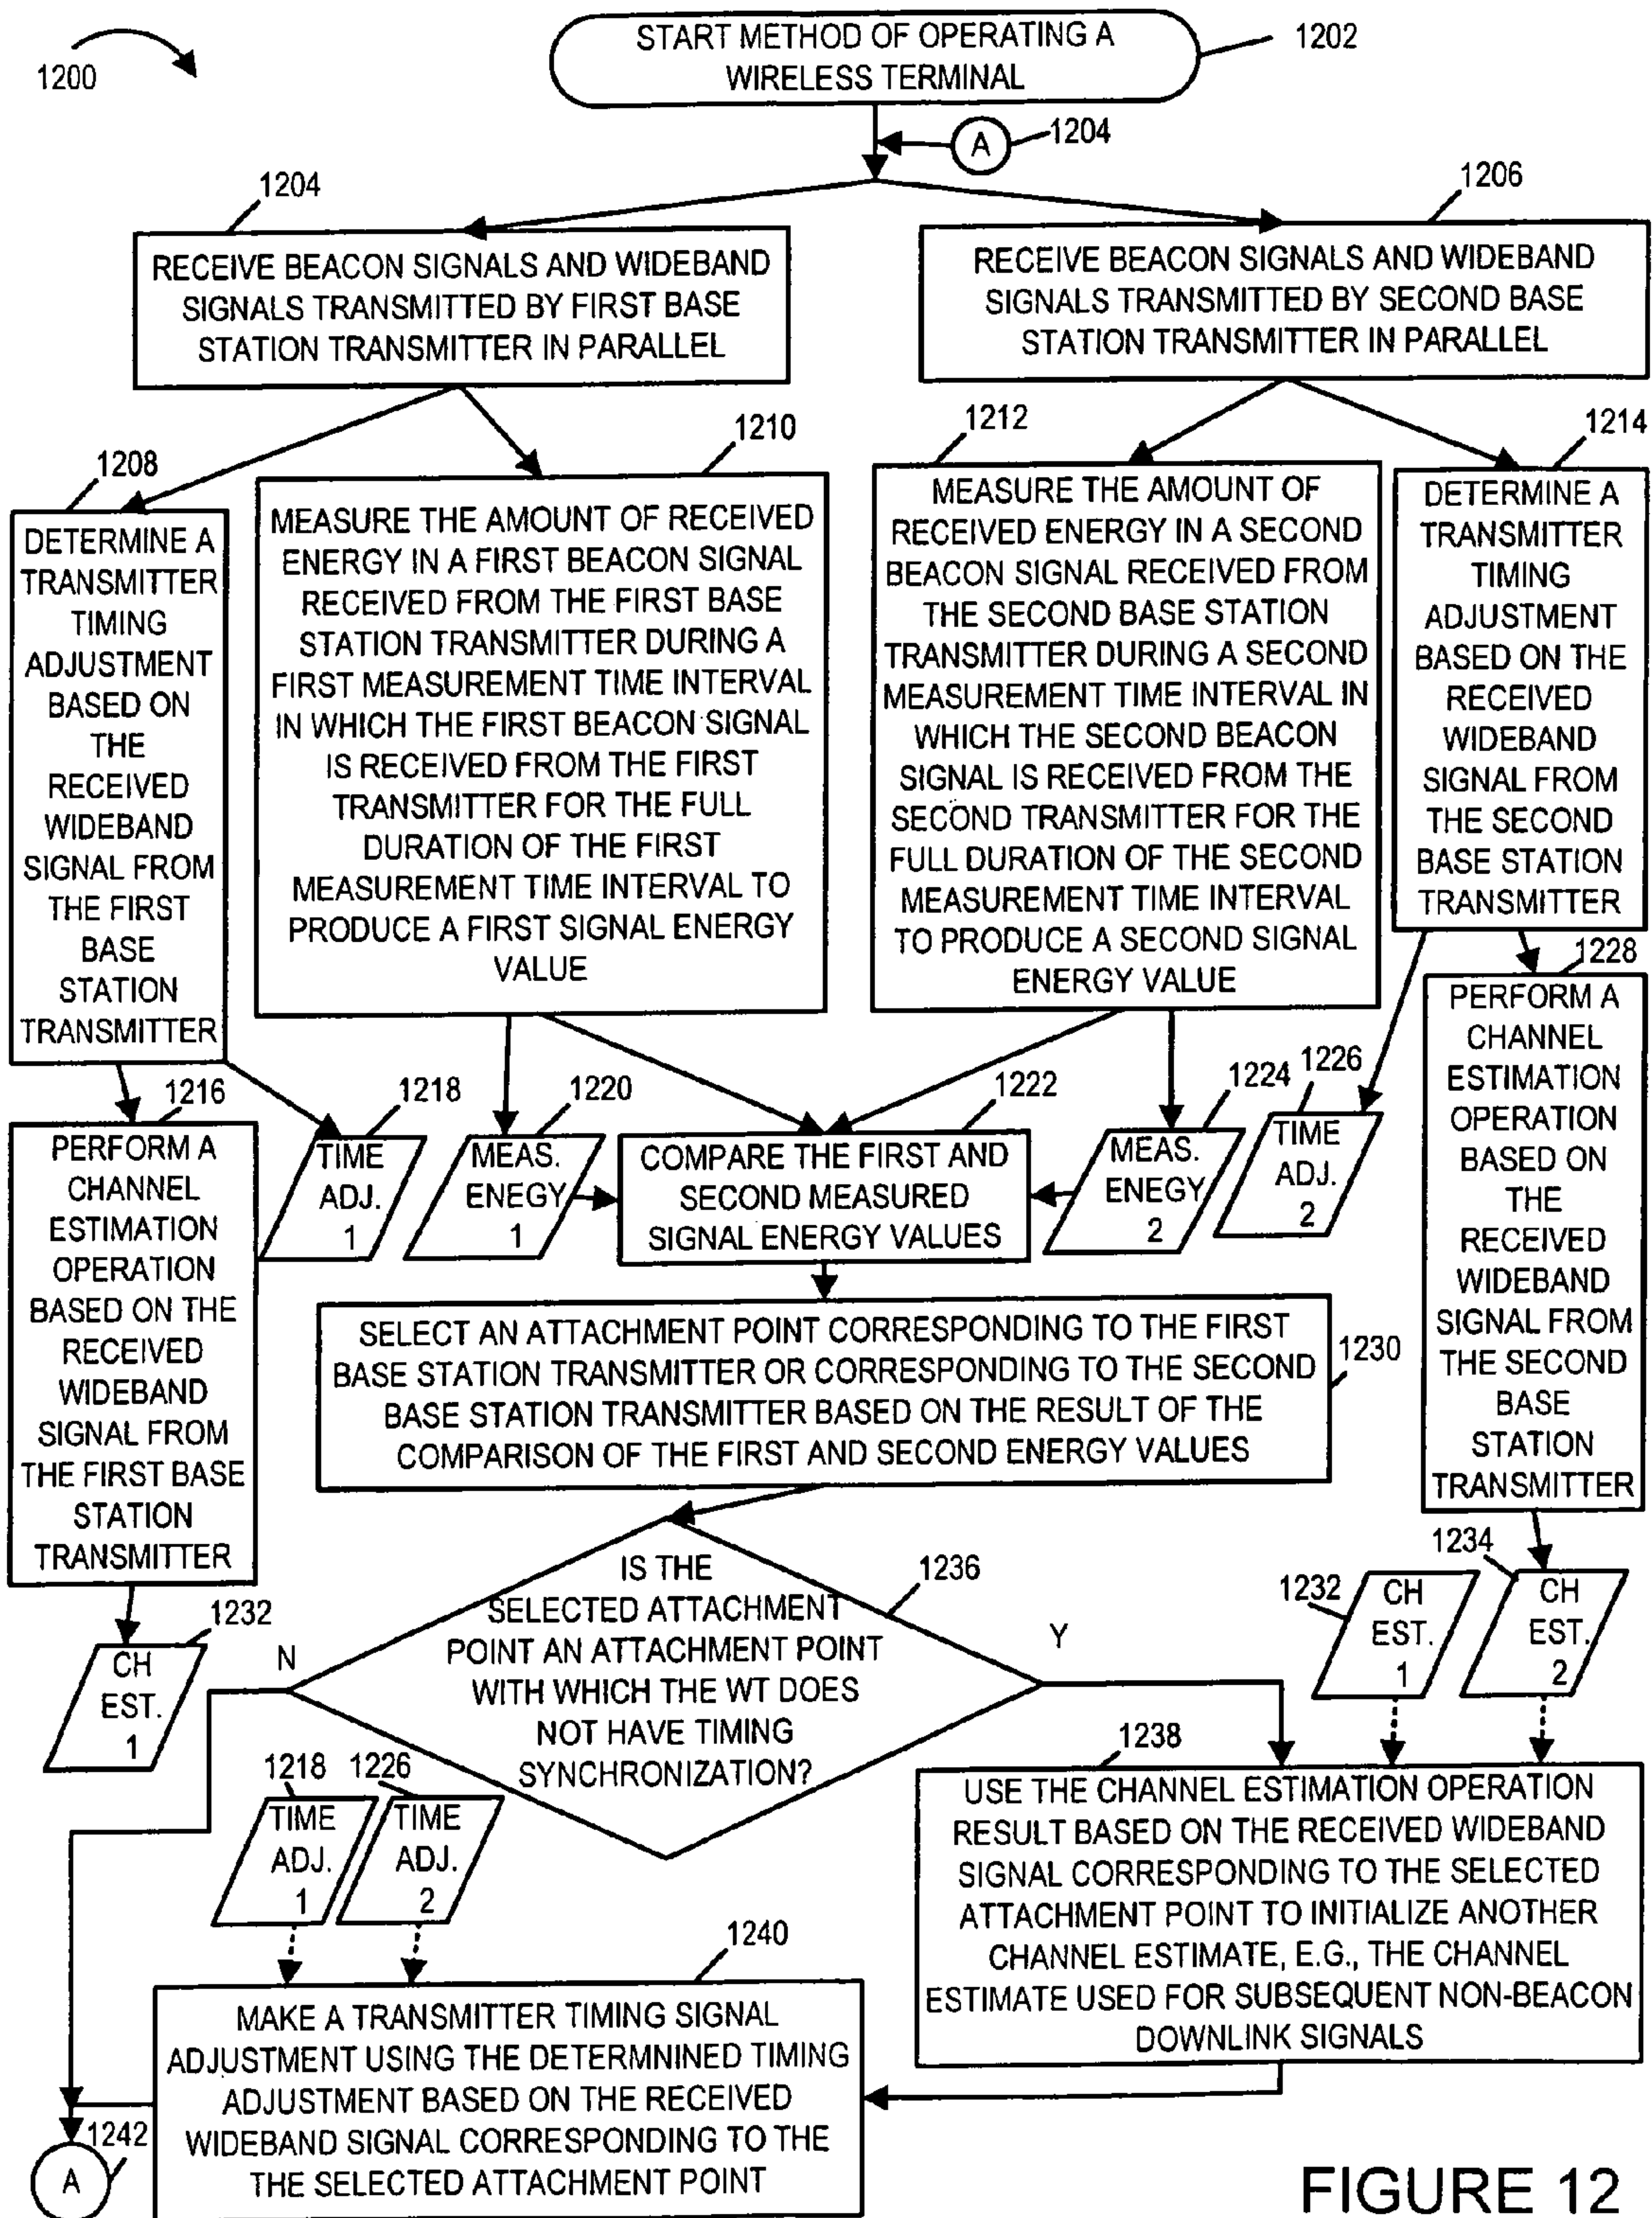 1200
START METHOD OF OPERATING A
WIRELESS TERMINAL
1202
A
1204
1204
RECEIVE BEACON SIGNALS AND WIDEBAND
SIGNALS TRANSMITTED BY FIRST BASE
STATION TRANSMITTER IN PARALLEL
1206
RECEIVE BEACON SIGNALS AND WIDEBAND
SIGNALS TRANSMITTED BY SECOND BASE
STATION TRANSMITTER IN PARALLEL
1208
DETERMINE A
TRANSMITTER
TIMING
ADJUSTMENT
BASED ON
THE
RECEIVED
WIDEBAND
SIGNAL FROM
THE FIRST
BASE
STATION
TRANSMITTER
1210
MEASURE THE AMOUNT OF RECEIVED
ENERGY IN A FIRST BEACON SIGNAL
RECEIVED FROM THE FIRST BASE
STATION TRANSMITTER DURING A
FIRST MEASUREMENT TIME INTERVAL
IN WHICH THE FIRST BEACON SIGNAL
IS RECEIVED FROM THE FIRST
TRANSMITTER FOR THE FULL
DURATION OF THE FIRST
MEASUREMENT TIME INTERVAL TO
PRODUCE A FIRST SIGNAL ENERGY
VALUE
1212
MEASURE THE AMOUNT OF
RECEIVED ENERGY IN A SECOND
BEACON SIGNAL RECEIVED FROM
THE SECOND BASE STATION
TRANSMITTER DURING A SECOND
MEASUREMENT TIME INTERVAL IN
WHICH THE SECOND BEACON
SIGNAL IS RECEIVED FROM THE
SECOND TRANSMITTER FOR THE
FULL DURATION OF THE SECOND
MEASUREMENT TIME INTERVAL
TO PRODUCE A SECOND SIGNAL
ENERGY VALUE
1214
DETERMINE A
TRANSMITTER
TIMING
ADJUSTMENT
BASED ON THE
RECEIVED
WIDEBAND
SIGNAL FROM
THE SECOND
BASE STATION
TRANSMITTER
1216
PERFORM A
CHANNEL
ESTIMATION
OPERATION
BASED ON THE
RECEIVED
WIDEBAND
SIGNAL FROM
THE FIRST BASE
STATION
TRANSMITTER
1218
TIME
ADJ.
1
1220
MEAS.
ENEGY
1
1222
COMPARE THE FIRST AND
SECOND MEASURED
SIGNAL ENERGY VALUES
1224
MEAS.
ENEGY
2
1226
TIME
ADJ.
2
1228
PERFORM A
CHANNEL
ESTIMATION
OPERATION
BASED ON
THE
RECEIVED
WIDEBAND
SIGNAL FROM
THE SECOND
BASE
STATION
TRANSMITTER
1230
SELECT AN ATTACHMENT POINT CORRESPONDING TO THE FIRST
BASE STATION TRANSMITTER OR CORRESPONDING TO THE SECOND
BASE STATION TRANSMITTER BASED ON THE RESULT OF THE
COMPARISON OF THE FIRST AND SECOND ENERGY VALUES
1232
CH
EST.
1
N
1236
IS THE
SELECTED ATTACHMENT
POINT AN ATTACHMENT POINT
WITH WHICH THE WT DOES
NOT HAVE TIMING
SYNCHRONIZATION?
Y
1232
CH
EST.
1
1234
CH
EST.
2
1218
TIME
ADJ.
1
1226
TIME
ADJ.
2
1238
USE THE CHANNEL ESTIMATION OPERATION
RESULT BASED ON THE RECEIVED WIDEBAND
SIGNAL CORRESPONDING TO THE SELECTED
ATTACHMENT POINT TO INITIALIZE ANOTHER
CHANNEL ESTIMATE, E.G., THE CHANNEL
ESTIMATE USED FOR SUBSEQUENT NON-BEACON
DOWNLINK SIGNALS
1240
MAKE A TRANSMITTER TIMING SIGNAL
ADJUSTMENT USING THE DETERMNINED TIMING
ADJUSTMENT BASED ON THE RECEIVED
WIDEBAND SIGNAL CORRESPONDING TO THE
THE SELECTED ATTACHMENT POINT
1242
A
FIGURE 12